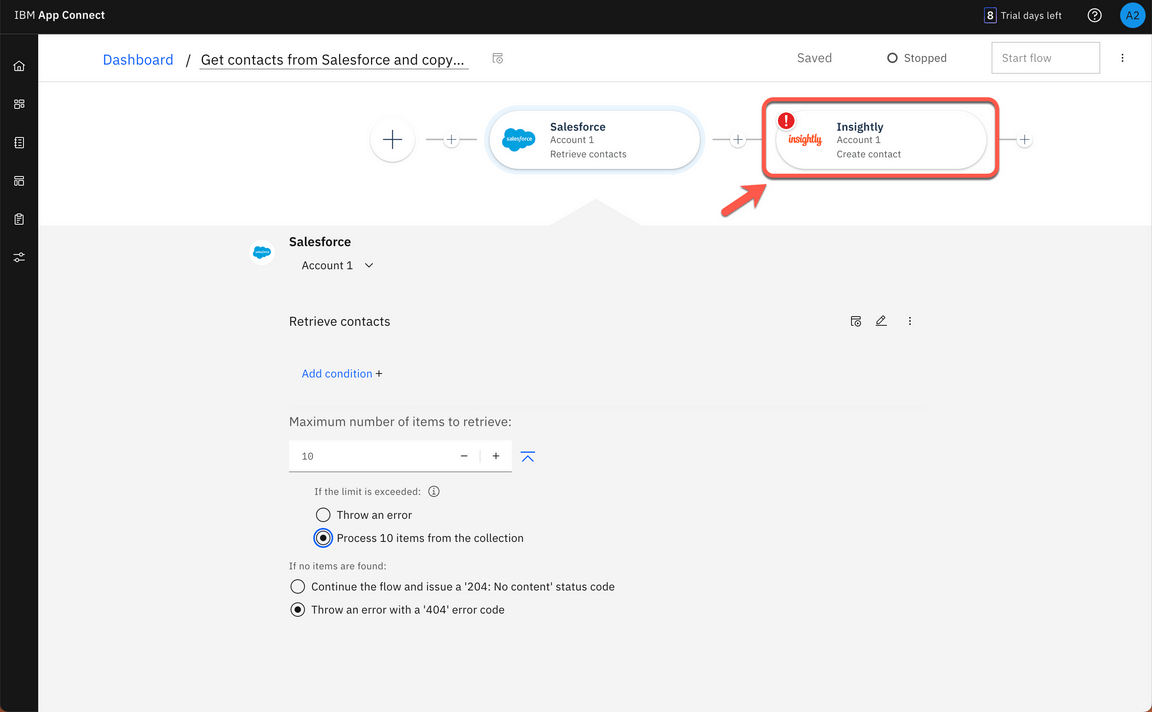 IBM App Connect
8 Trial days left
A2
Dashboard / Get contacts from Salesforce and copy...
Saved
Stopped
Start flow
salesforce
Salesforce
Account 1
Retrieve contacts
!
insightly
Insightly
Account 1
Create contact
Salesforce
Account 1
Retrieve contacts
Add condition +
Maximum number of items to retrieve:
10
If the limit is exceeded:
Throw an error
Process 10 items from the collection
If no items are found:
Continue the flow and issue a '204: No content' status code
Throw an error with a '404' error code